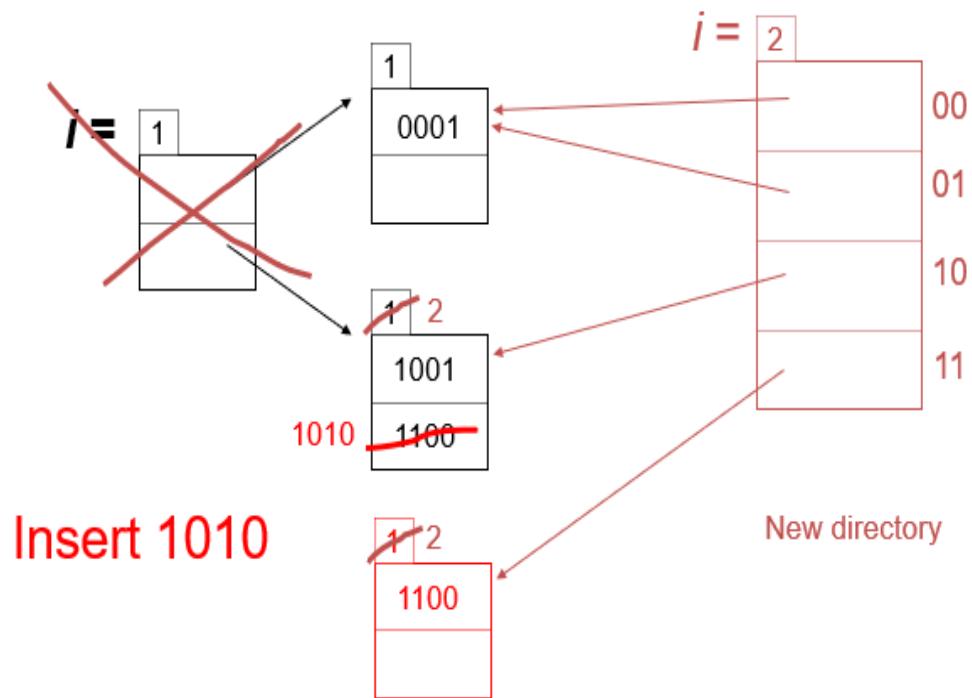 i = 2
1
00
i = 1
0001
01
10
1 2
1001
11
1010 1100
Insert 1010
1 2
New directory
1100